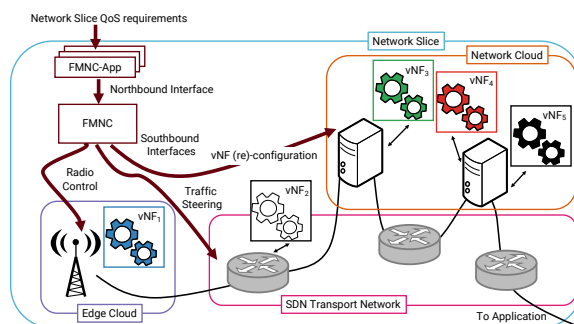 Network Slice QoS requirements
Network Slice
Network Cloud
FMNC-App
Northbound Interface
vNF3
vNF4
vNF5
FMNC
Southbound
Interfaces
vNF (re)-configuration
Radio
Control
Traffic
Steering
vNF2
vNF1
Edge Cloud
SDN Transport Network
To Application